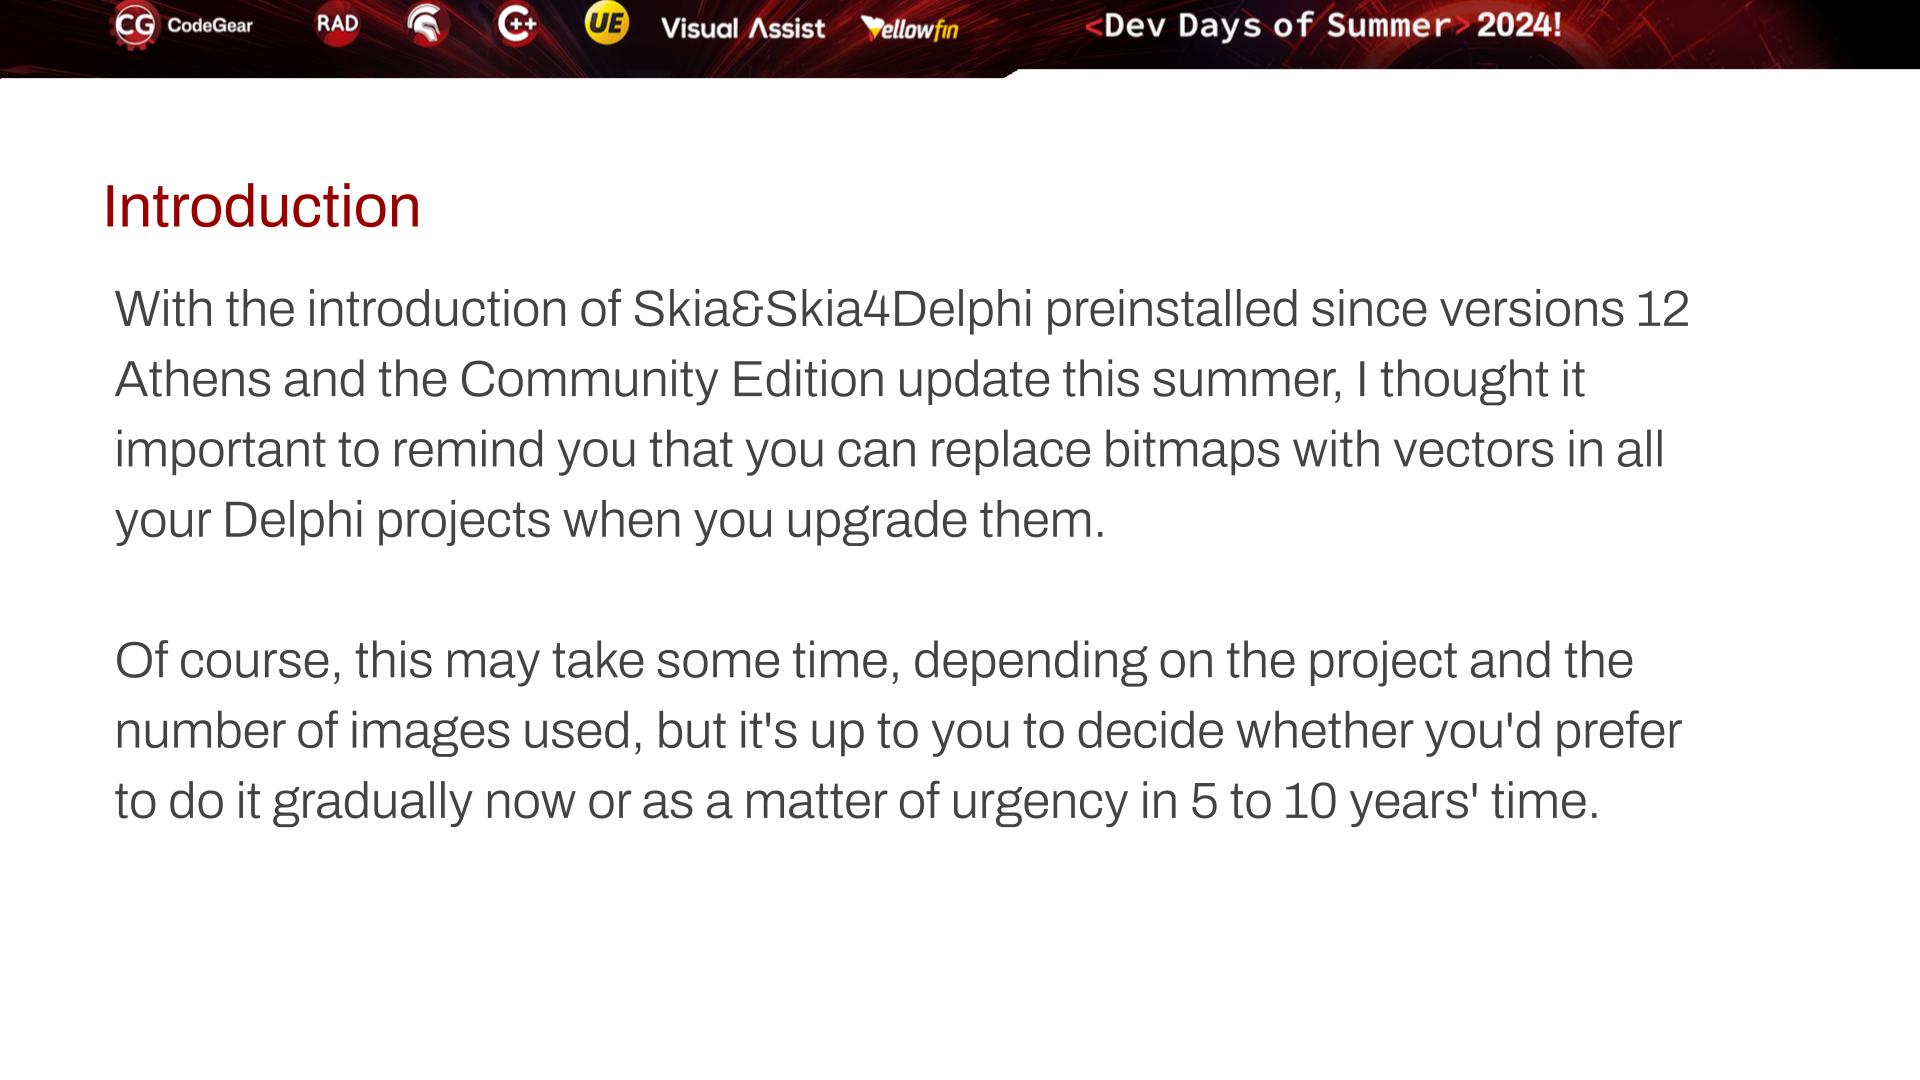 CG CodeGear RAD C++ UE Visual Assist Yellowfin <Dev Days of Summer> 2024!
Introduction
With the introduction of Skia&Skia4Delphi preinstalled since versions 12
Athens and the Community Edition update this summer, I thought it
important to remind you that you can replace bitmaps with vectors in all
your Delphi projects when you upgrade them.
Of course, this may take some time, depending on the project and the
number of images used, but it's up to you to decide whether you'd prefer
to do it gradually now or as a matter of urgency in 5 to 10 years' time.